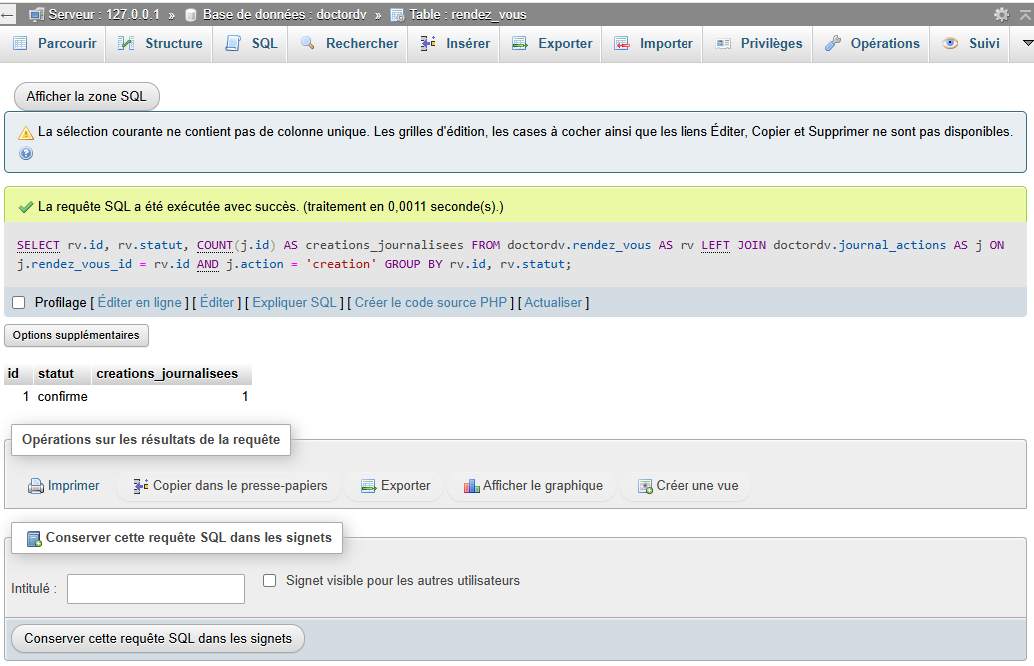 Serveur : 127.0.0.1 » Base de données : doctordv » Table : rendez_vous
Parcourir Structure SQL Rechercher Insérer Exporter Importer Privilèges Opérations Suivi
Afficher la zone SQL
La sélection courante ne contient pas de colonne unique. Les grilles d'édition, les cases à cocher ainsi que les liens Éditer, Copier et Supprimer ne sont pas disponibles.
La requête SQL a été exécutée avec succès. (traitement en 0,0011 seconde(s).)
SELECT rv.id, rv.statut, COUNT(j.id) AS creations_journalisees FROM doctordv.rendez_vous AS rv LEFT JOIN doctordv.journal_actions AS j ON
j.rendez_vous_id = rv.id AND j.action = 'creation' GROUP BY rv.id, rv.statut;
Profilage [ Éditer en ligne ] [ Éditer ] [ Expliquer SQL ] [ Créer le code source PHP ] [ Actualiser ]
Options supplémentaires
id statut creations_journalisees
1 confirme 1
Opérations sur les résultats de la requête
Imprimer Copier dans le presse-papiers Exporter Afficher le graphique Créer une vue
Conserver cette requête SQL dans les signets
Intitulé : Signet visible pour les autres utilisateurs
Conserver cette requête SQL dans les signets